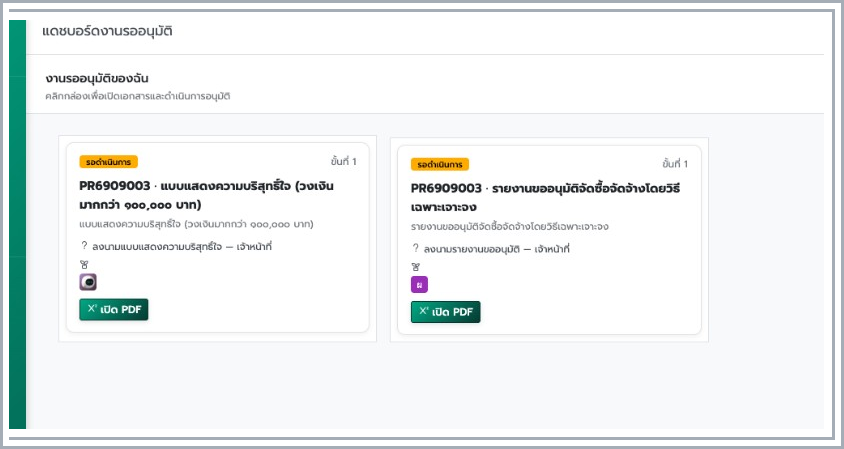 แดชบอร์ดงานรออนุมัติ
งานรออนุมัติของฉัน
คลิกกล่องเพื่อเปิดเอกสารและดำเนินการอนุมัติ
รอดำเนินการ
ขั้นที่ 1
PR6909003 · แบบแสดงความบริสุทธิ์ใจ (วงเงิน
มากกว่า ๑๐๐,๐๐๐ บาท)
แบบแสดงความบริสุทธิ์ใจ (วงเงินมากกว่า ๑๐๐,๐๐๐ บาท)
? ลงนามแบบแสดงความบริสุทธิ์ใจ — เจ้าหน้าที่
เปิด PDF
รอดำเนินการ
ขั้นที่ 1
PR6909003 · รายงานขออนุมัติจัดซื้อจัดจ้างโดยวิธี
เฉพาะเจาะจง
รายงานขออนุมัติจัดซื้อจัดจ้างโดยวิธีเฉพาะเจาะจง
? ลงนามรายงานขออนุมัติ — เจ้าหน้าที่
เปิด PDF